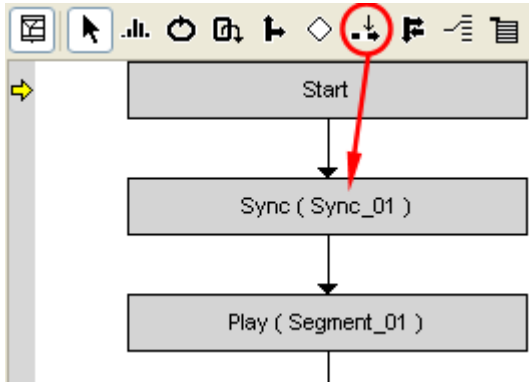 Start
Sync ( Sync_01 )
Play ( Segment_01 )